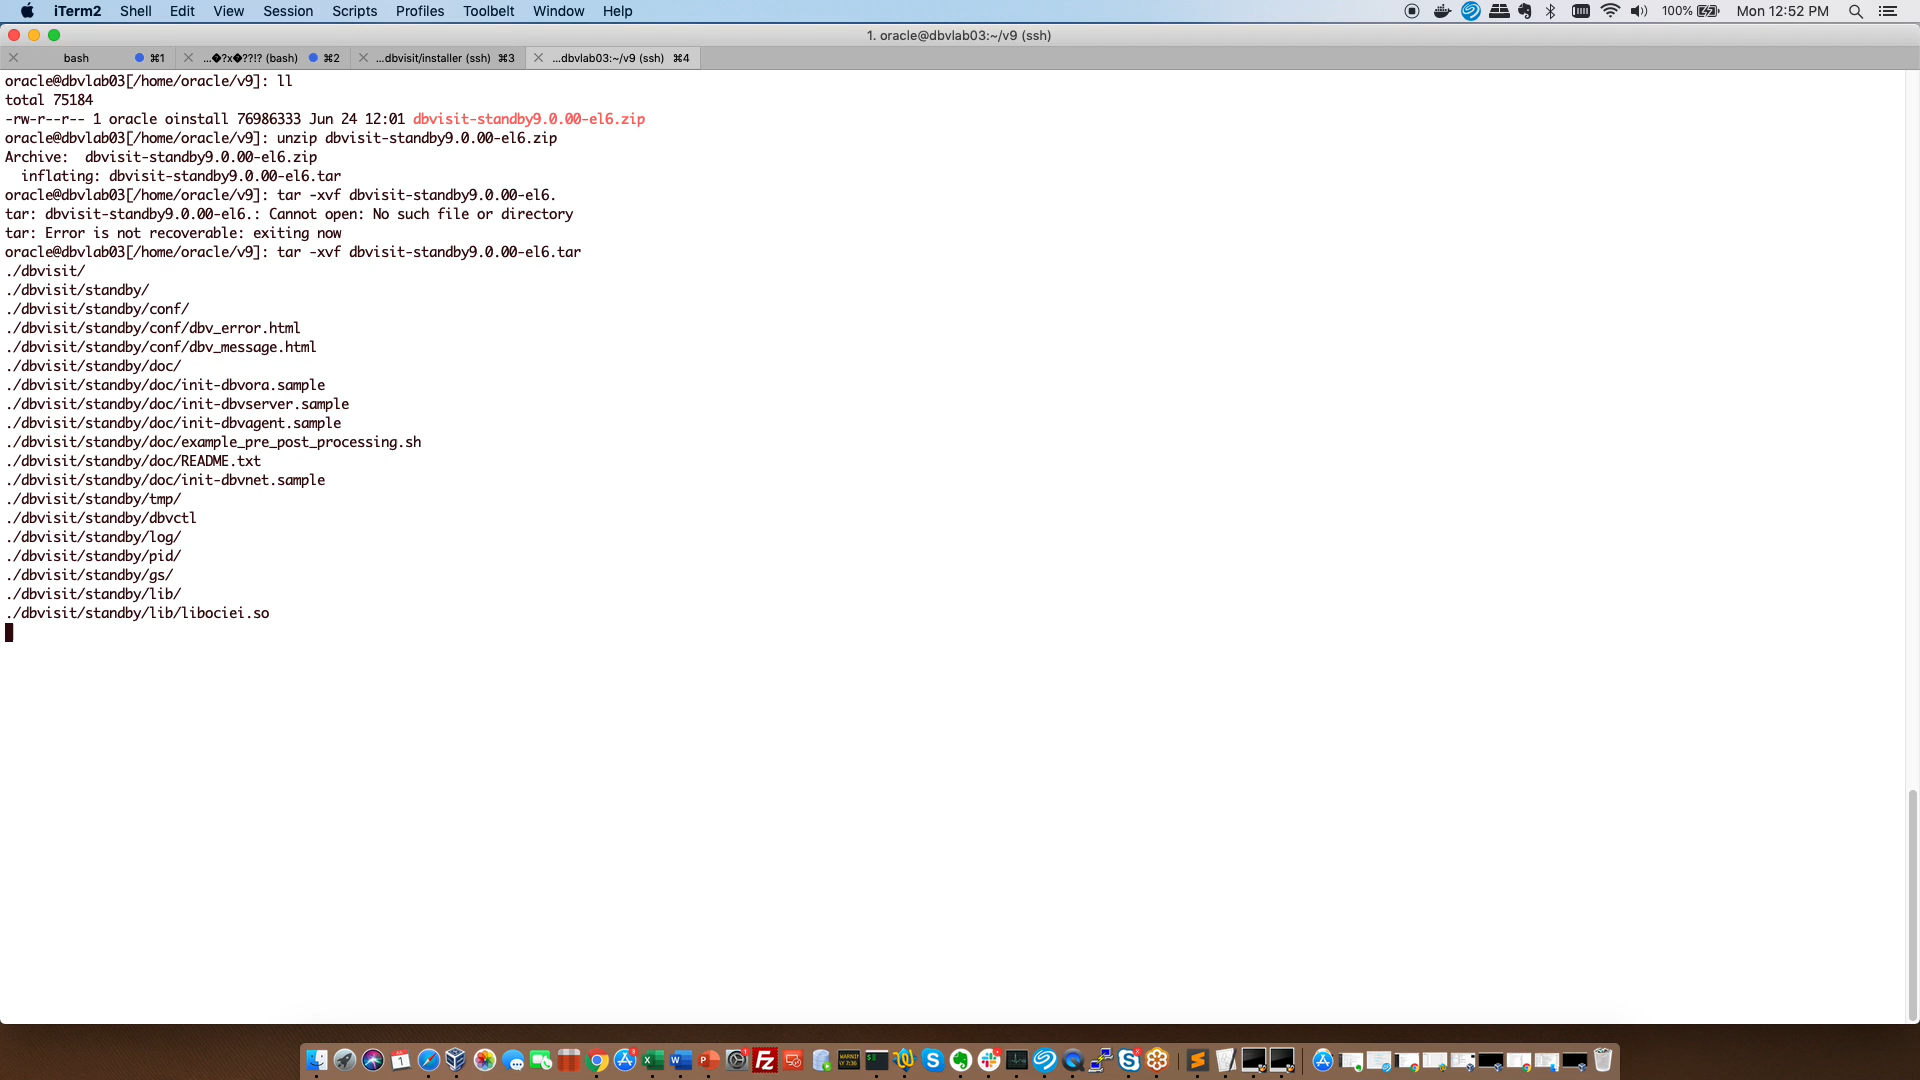 iTerm2 Shell Edit View Session Scripts Profiles Toolbelt Window Help 100% Mon 12:52 PM
1. oracle@dbvlab03:~/v9 (ssh)
bash ⌘1 ...�?x�??!? (bash) ⌘2 ...dbvisit/installer (ssh) ⌘3 ...dbvlab03:~/v9 (ssh) ⌘4
oracle@dbvlab03[/home/oracle/v9]: ll
total 75184
-rw-r--r-- 1 oracle oinstall 76986333 Jun 24 12:01 dbvisit-standby9.0.00-el6.zip
oracle@dbvlab03[/home/oracle/v9]: unzip dbvisit-standby9.0.00-el6.zip
Archive:  dbvisit-standby9.0.00-el6.zip
  inflating: dbvisit-standby9.0.00-el6.tar
oracle@dbvlab03[/home/oracle/v9]: tar -xvf dbvisit-standby9.0.00-el6.
tar: dbvisit-standby9.0.00-el6.: Cannot open: No such file or directory
tar: Error is not recoverable: exiting now
oracle@dbvlab03[/home/oracle/v9]: tar -xvf dbvisit-standby9.0.00-el6.tar
./dbvisit/
./dbvisit/standby/
./dbvisit/standby/conf/
./dbvisit/standby/conf/dbv_error.html
./dbvisit/standby/conf/dbv_message.html
./dbvisit/standby/doc/
./dbvisit/standby/doc/init-dbvora.sample
./dbvisit/standby/doc/init-dbvserver.sample
./dbvisit/standby/doc/init-dbvagent.sample
./dbvisit/standby/doc/example_pre_post_processing.sh
./dbvisit/standby/doc/README.txt
./dbvisit/standby/doc/init-dbvnet.sample
./dbvisit/standby/tmp/
./dbvisit/standby/dbvctl
./dbvisit/standby/log/
./dbvisit/standby/pid/
./dbvisit/standby/gs/
./dbvisit/standby/lib/
./dbvisit/standby/lib/libociei.so